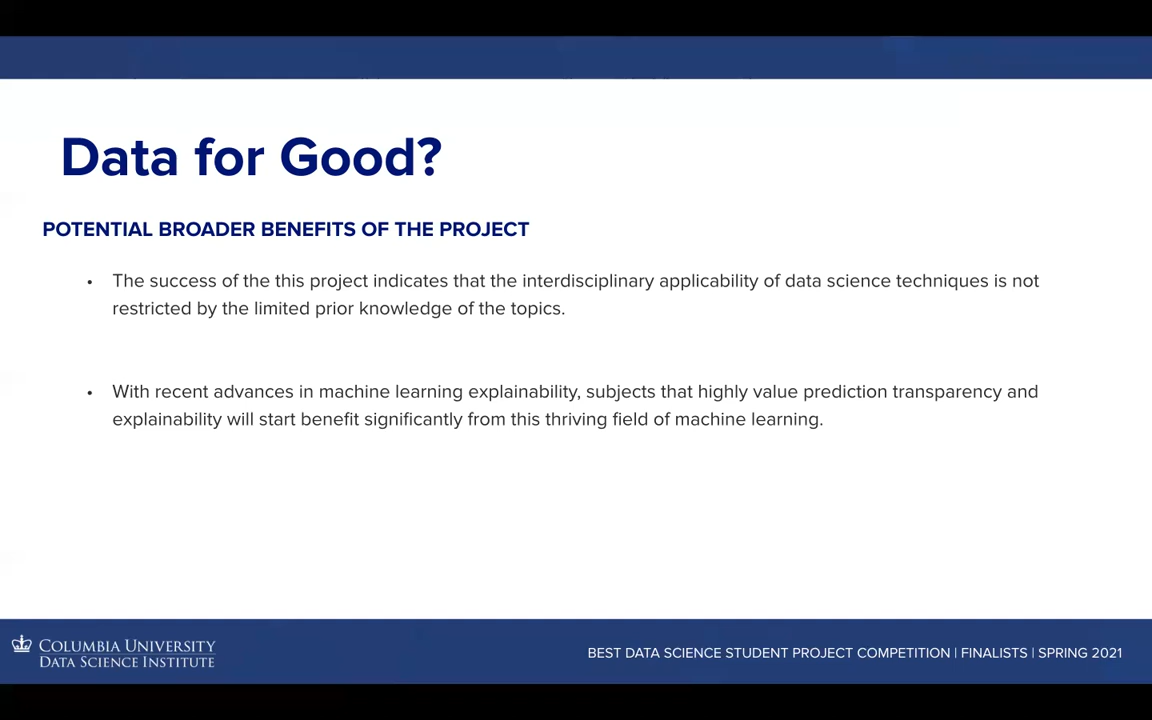 Data for Good?
POTENTIAL BROADER BENEFITS OF THE PROJECT
• The success of the this project indicates that the interdisciplinary applicability of data science techniques is not
restricted by the limited prior knowledge of the topics.
• With recent advances in machine learning explainability, subjects that highly value prediction transparency and
explainability will start benefit significantly from this thriving field of machine learning.
COLUMBIA UNIVERSITY
DATA SCIENCE INSTITUTE
BEST DATA SCIENCE STUDENT PROJECT COMPETITION | FINALISTS | SPRING 2021